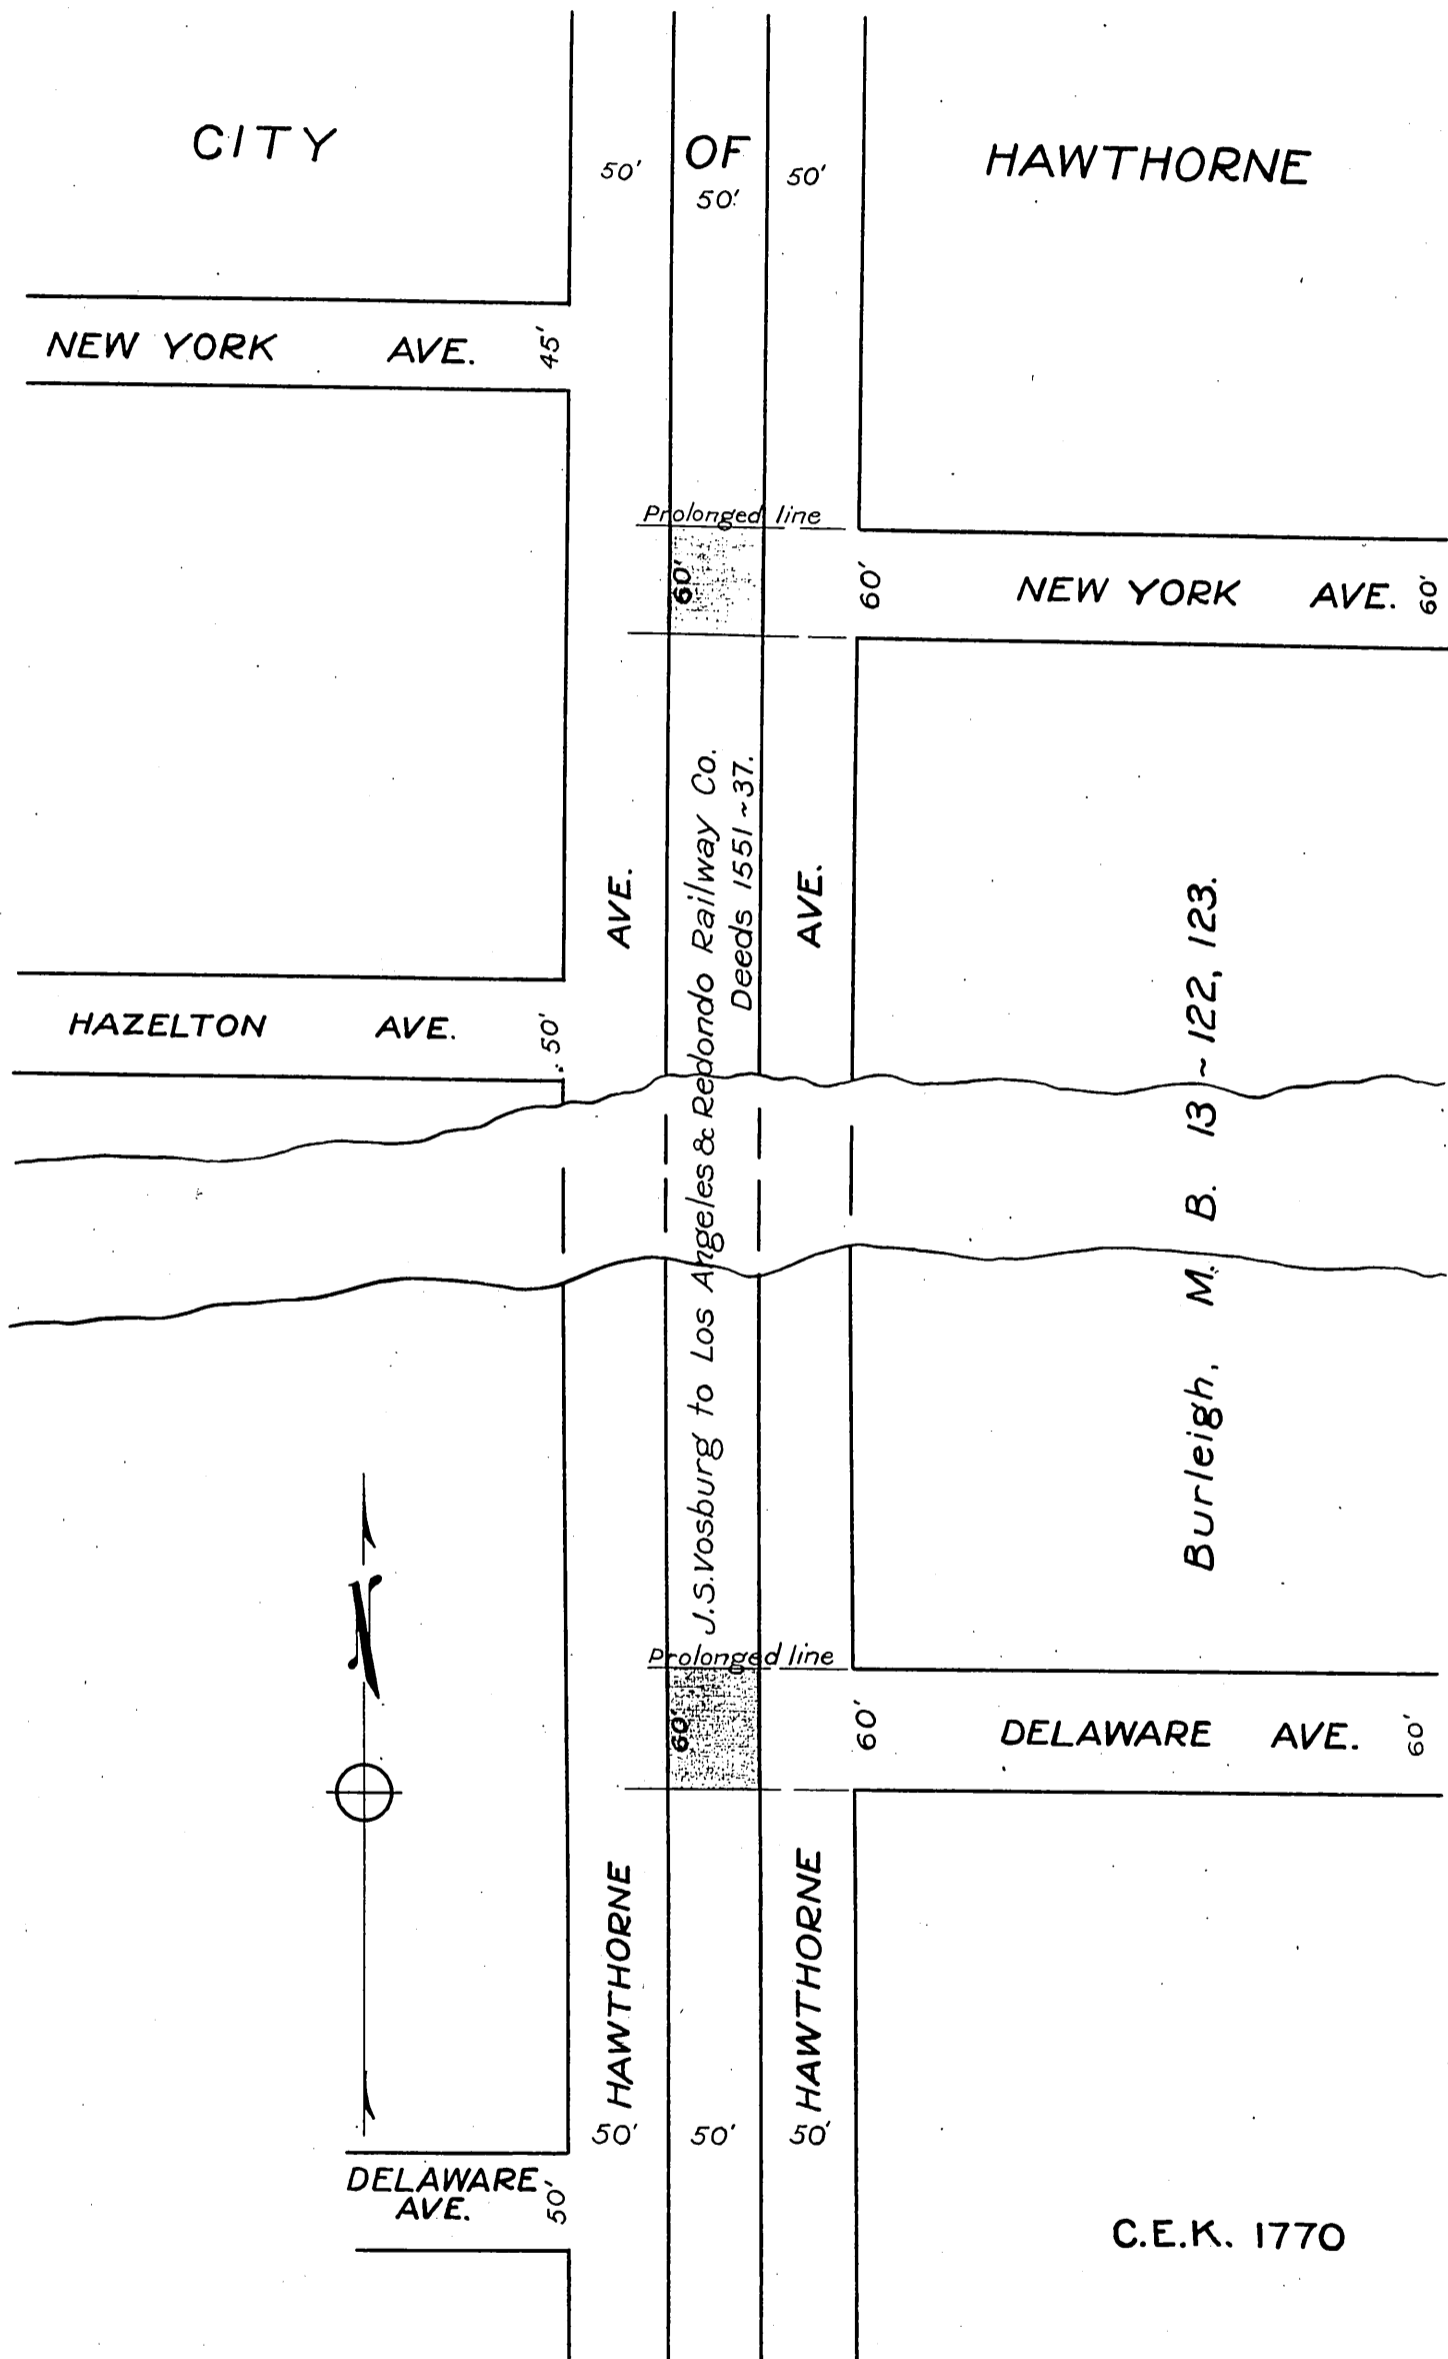 CITY OF HAWTHORNE
50' 50' 50'
NEW YORK AVE. 45'
Prolonged line
60' 60' NEW YORK AVE. 60'
AVE.
J.S.Vosburg to Los Angeles & Redondo Railway Co.
Deeds 1551~37.
AVE.
HAZELTON AVE. 50'
Burleigh, M. B. 13 ~ 122, 123.
N
Prolonged line
60' 60' DELAWARE AVE. 60'
HAWTHORNE
HAWTHORNE
50' 50' 50'
DELAWARE
AVE.
50'
C.E.K. 1770